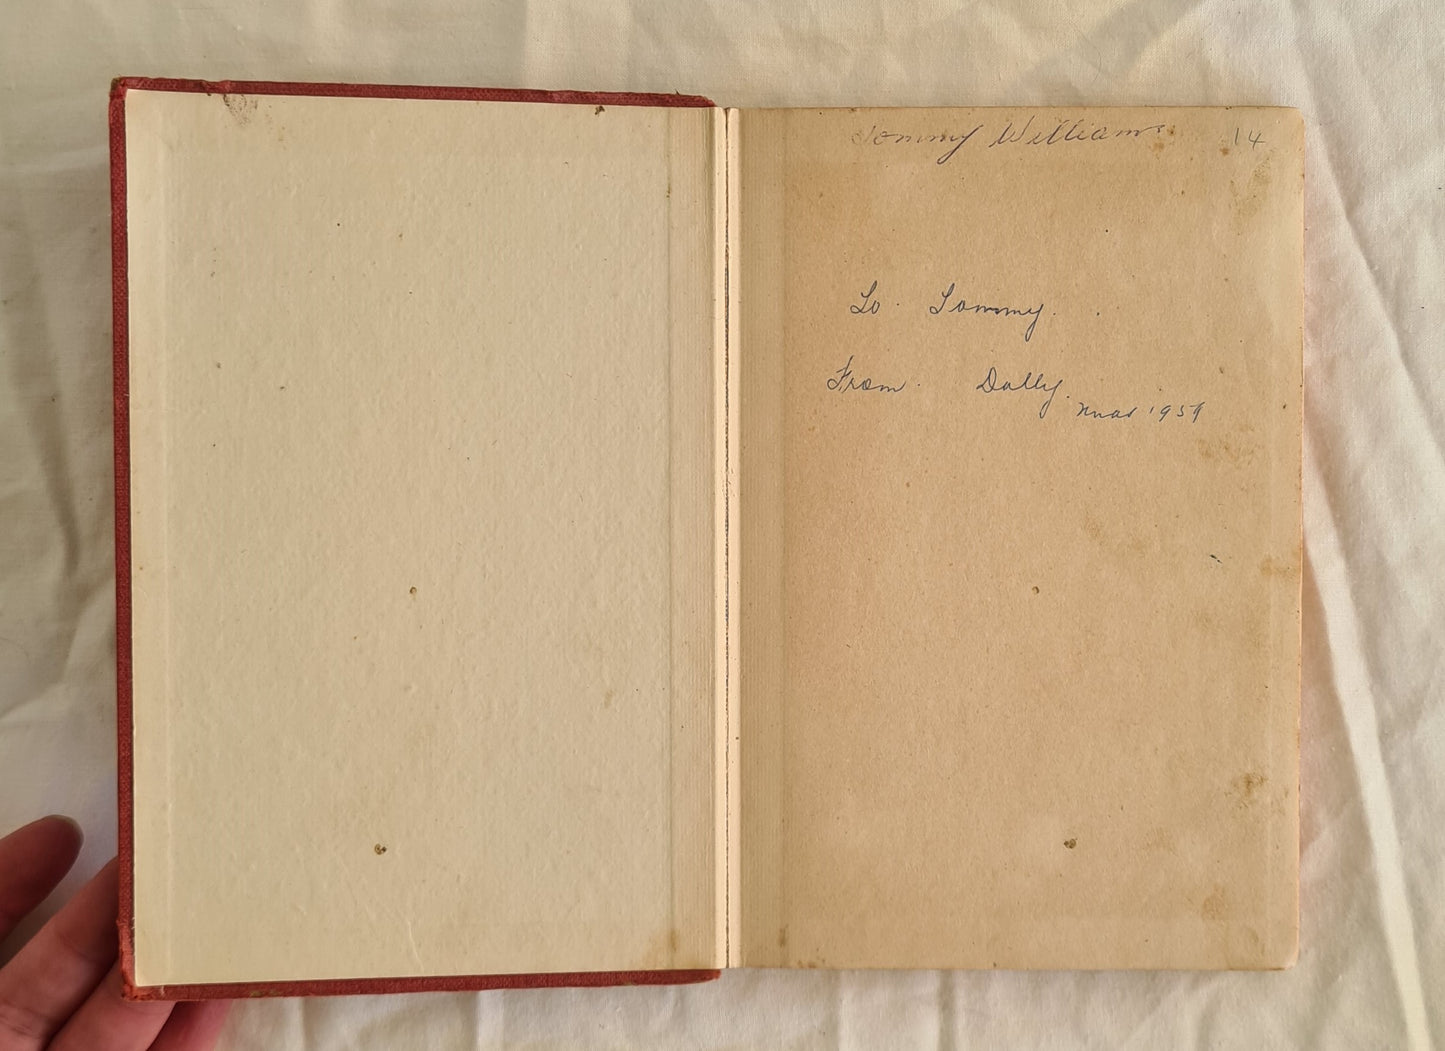 Tommy Williams 14
To. Tommy.
From. Dolly.
Xmas 1959